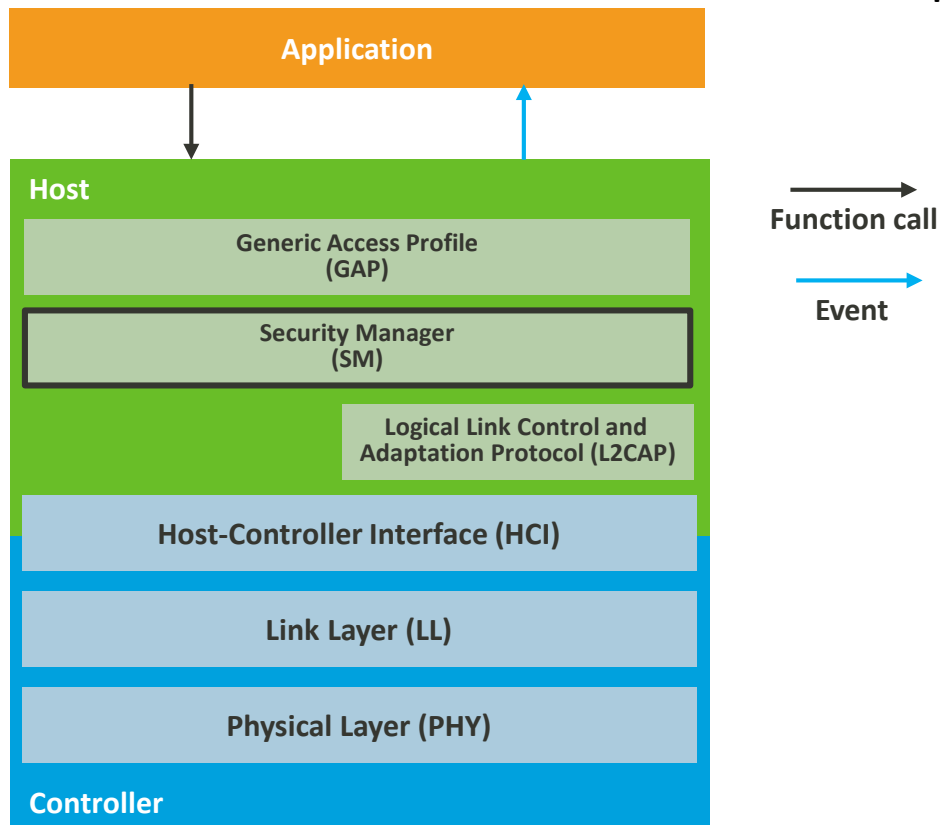 Application
Host
Generic Access Profile
(GAP)
Security Manager
(SM)
Logical Link Control and
Adaptation Protocol (L2CAP)
Host-Controller Interface (HCI)
Link Layer (LL)
Physical Layer (PHY)
Controller
Function call
Event